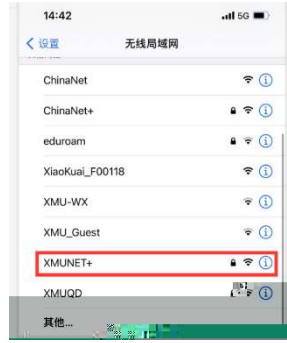 14:42 5G
设置 无线局域网
ChinaNet
ChinaNet+
eduroam
XiaoKuai_F00118
XMU-WX
XMU_Guest
XMUNET+
XMUQD
其他...